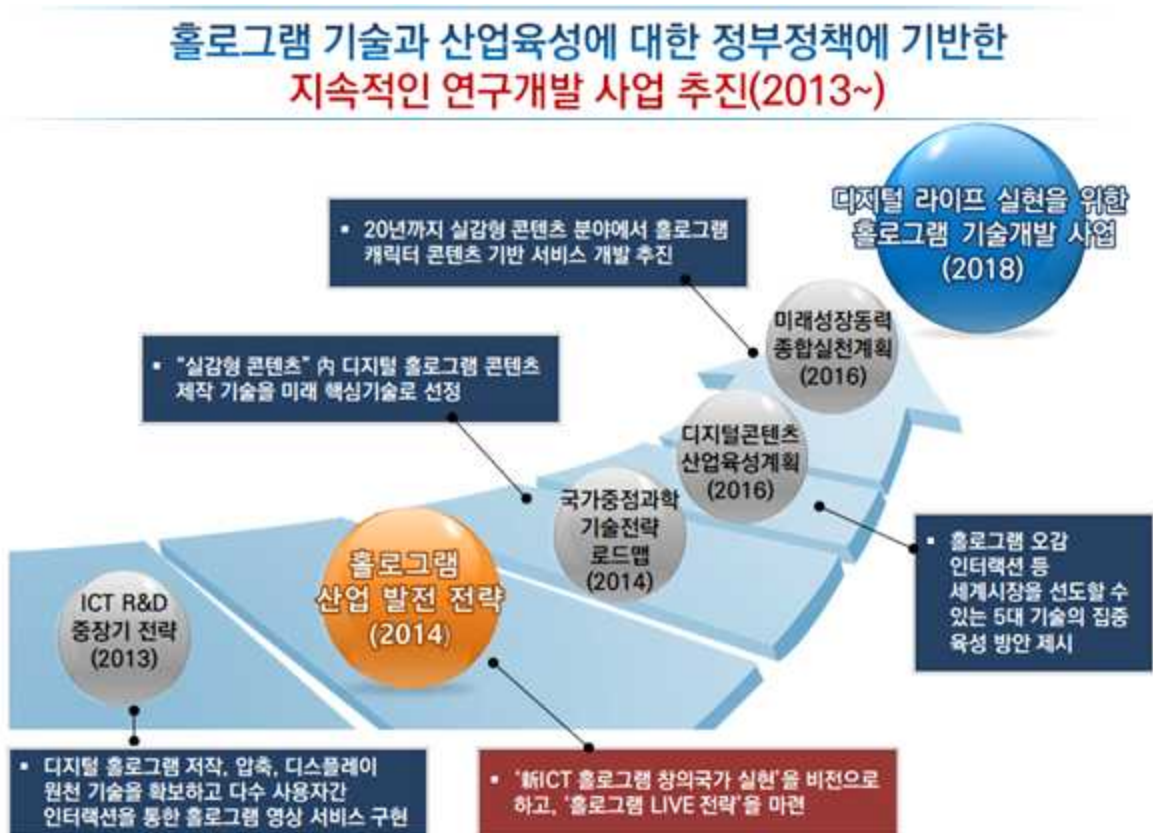 홀로그램 기술과 산업육성에 대한 정부정책에 기반한
지속적인 연구개발 사업 추진(2013~)
디지털 라이프 실현을 위한
홀로그램 기술개발 사업
(2018)
▪ 20년까지 실감형 콘텐츠 분야에서 홀로그램
캐릭터 콘텐츠 기반 서비스 개발 추진
미래성장동력
종합실천계획
(2016)
▪ "실감형 콘텐츠" 內 디지털 홀로그램 콘텐츠
제작 기술을 미래 핵심기술로 선정
디지털콘텐츠
산업육성계획
(2016)
국가중점과학
기술전략
로드맵
(2014)
▪ 홀로그램 오감
인터랙션 등
세계시장을 선도할 수
있는 5대 기술의 집중
육성 방안 제시
홀로그램
산업 발전 전략
(2014)
ICT R&D
중장기 전략
(2013)
▪ 디지털 홀로그램 저작, 압축, 디스플레이
원천 기술을 확보하고 다수 사용자간
인터랙션을 통한 홀로그램 영상 서비스 구현
▪ '新ICT 홀로그램 창의국가 실현'을 비전으로
하고, '홀로그램 LIVE 전략'을 마련